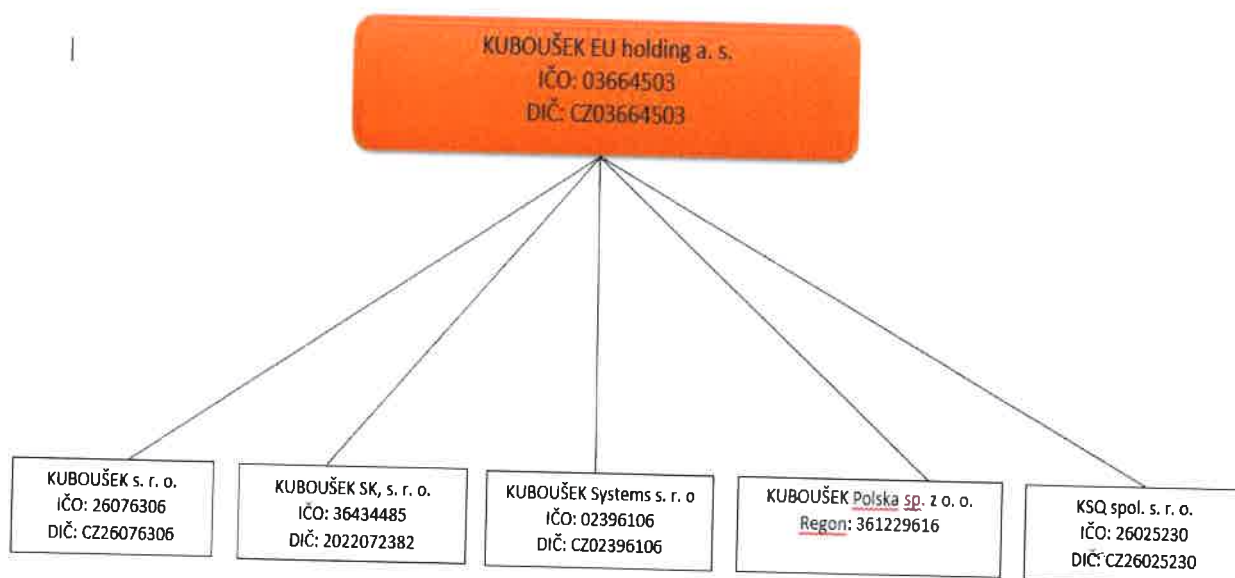 KUBOUŠEK EU holding a. s.
IČO: 03664503
DIČ: CZ03664503
KUBOUŠEK s. r. o.
IČO: 26076306
DIČ: CZ26076306
KUBOUŠEK SK, s. r. o.
IČO: 36434485
DIČ: 2022072382
KUBOUŠEK Systems s. r. o
IČO: 02396106
DIČ: CZ02396106
KUBOUŠEK Polska sp. z o. o.
Regon: 361229616
KSQ spol. s. r. o.
IČO: 26025230
DIČ: CZ26025230